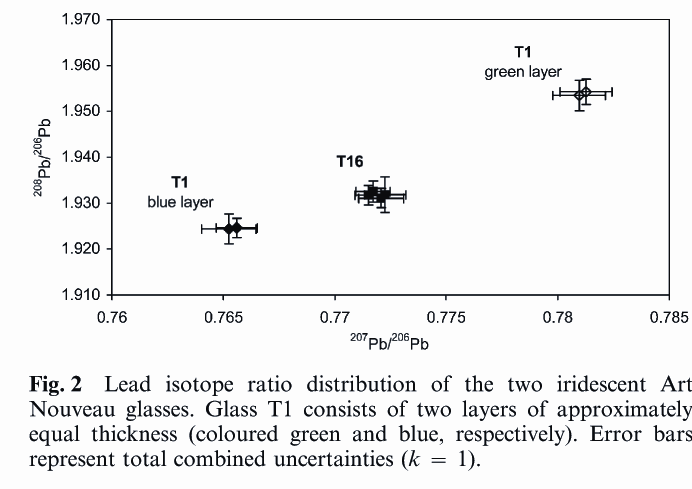 1.970
1.960
T1
green layer
1.950
208Pb/206Pb
1.940
T16
1.930
T1
blue layer
1.920
1.910
0.76 0.765 0.77 0.775 0.78 0.785
207Pb/206Pb
Fig. 2 Lead isotope ratio distribution of the two iridescent Art
Nouveau glasses. Glass T1 consists of two layers of approximately
equal thickness (coloured green and blue, respectively). Error bars
represent total combined uncertainties (k = 1).